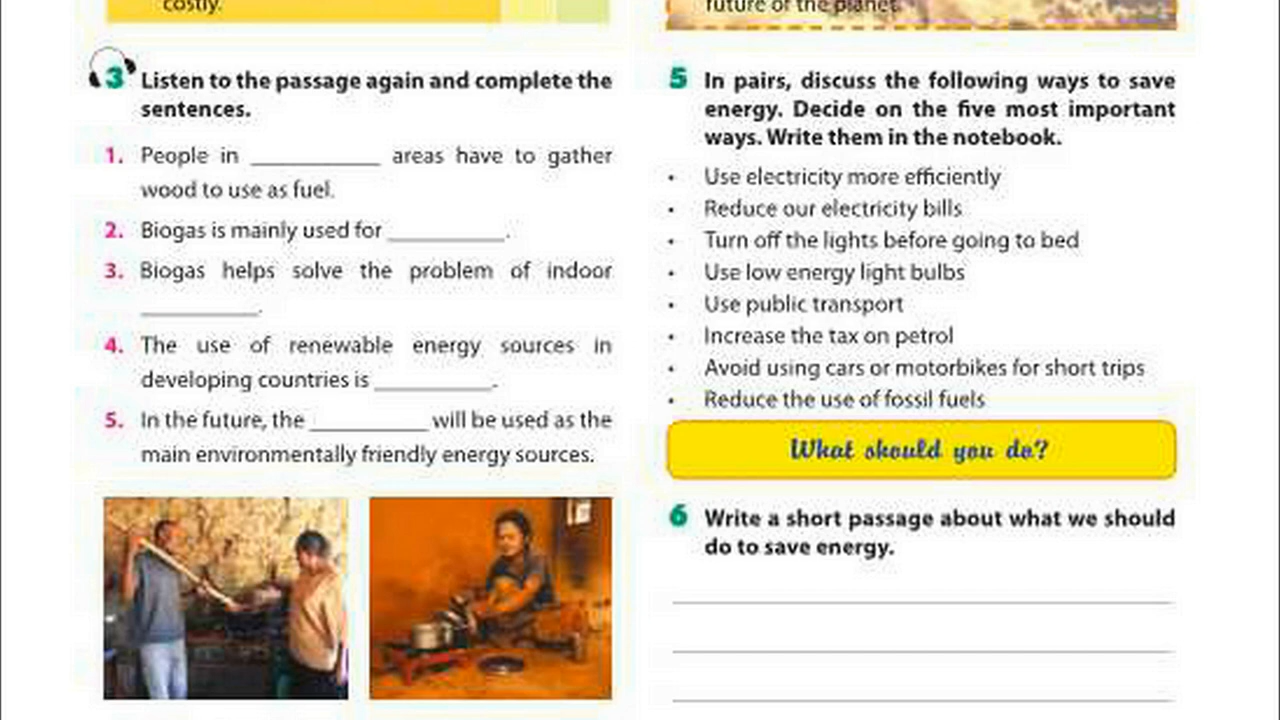 costly.
3 Listen to the passage again and complete the
sentences.
1. People in ____________ areas have to gather
wood to use as fuel.
2. Biogas is mainly used for ___________.
3. Biogas helps solve the problem of indoor
___________.
4. The use of renewable energy sources in
developing countries is ___________.
5. In the future, the ___________ will be used as the
main environmentally friendly energy sources.
future of the planet.
5 In pairs, discuss the following ways to save
energy. Decide on the five most important
ways. Write them in the notebook.
• Use electricity more efficiently
• Reduce our electricity bills
• Turn off the lights before going to bed
• Use low energy light bulbs
• Use public transport
• Increase the tax on petrol
• Avoid using cars or motorbikes for short trips
• Reduce the use of fossil fuels
What should you do?
6 Write a short passage about what we should
do to save energy.